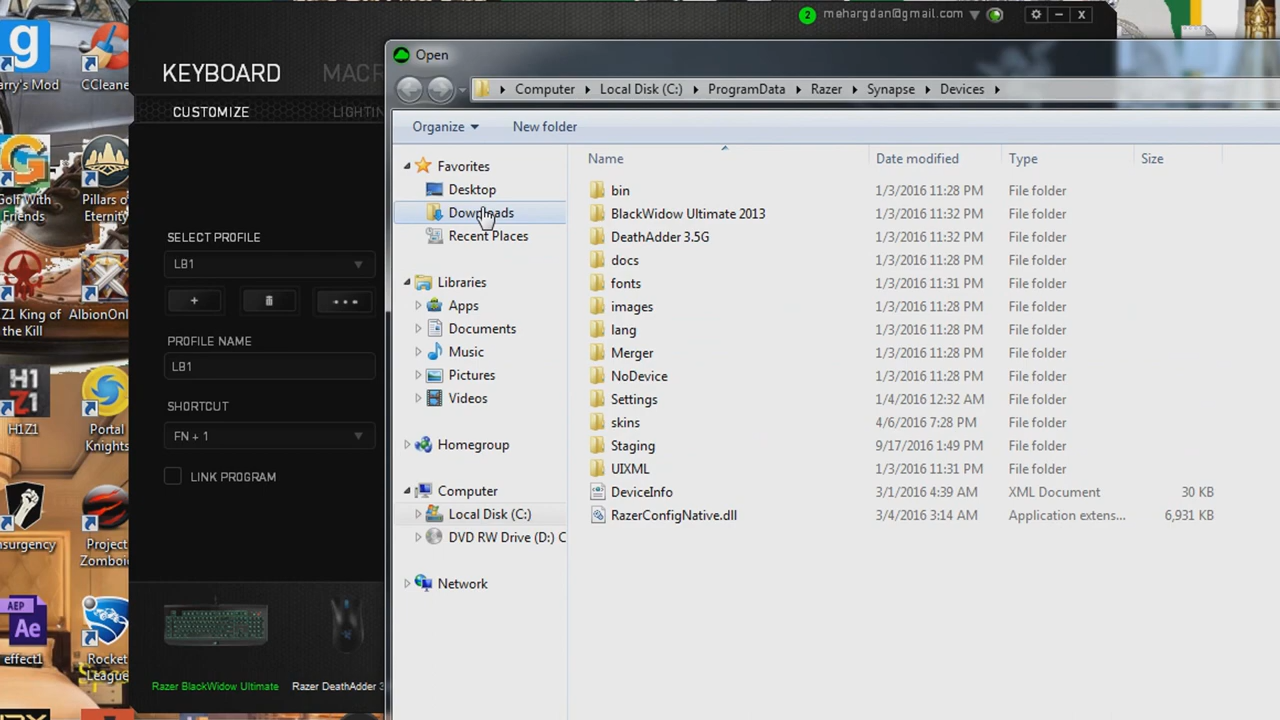 mehargdan@gmail.com
2
Open
arry's Mod
CCleane
KEYBOARD
MACR
Computer
Local Disk (C:)
ProgramData
Razer
Synapse
Devices
CUSTOMIZE
LIGHTIN
Organize
New folder
Name
Date modified
Type
Size
Favorites
Desktop
Downloads
Recent Places
Libraries
Apps
Documents
Music
Pictures
Videos
Homegroup
Computer
Local Disk (C:)
DVD RW Drive (D:) C
Network
bin 1/3/2016 11:28 PM File folder
BlackWidow Ultimate 2013 1/3/2016 11:32 PM File folder
DeathAdder 3.5G 1/3/2016 11:32 PM File folder
docs 1/3/2016 11:28 PM File folder
fonts 1/3/2016 11:31 PM File folder
images 1/3/2016 11:28 PM File folder
lang 1/3/2016 11:28 PM File folder
Merger 1/3/2016 11:28 PM File folder
NoDevice 1/3/2016 11:28 PM File folder
Settings 1/4/2016 12:32 AM File folder
skins 4/6/2016 7:28 PM File folder
Staging 9/17/2016 1:49 PM File folder
UIXML 1/3/2016 11:31 PM File folder
DeviceInfo 3/1/2016 4:39 AM XML Document 30 KB
RazerConfigNative.dll 3/4/2016 3:14 AM Application extens... 6,931 KB
Golf With
Friends
Pillars of
Eternity
SELECT PROFILE
LB1
+
PROFILE NAME
LB1
SHORTCUT
FN + 1
LINK PROGRAM
Z1 King of
the Kill
AlbionOnl
H1
Z1
H1Z1
Portal
Knights
nsurgency
Project
Zomboi
AEP
Ae
effect1
Rocket
League
Razer BlackWidow Ultimate
Razer DeathAdder 3